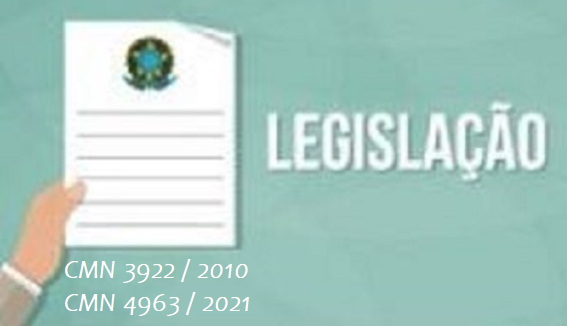 LEGISLAÇÃO
CMN 3922 / 2010
CMN 4963 / 2021